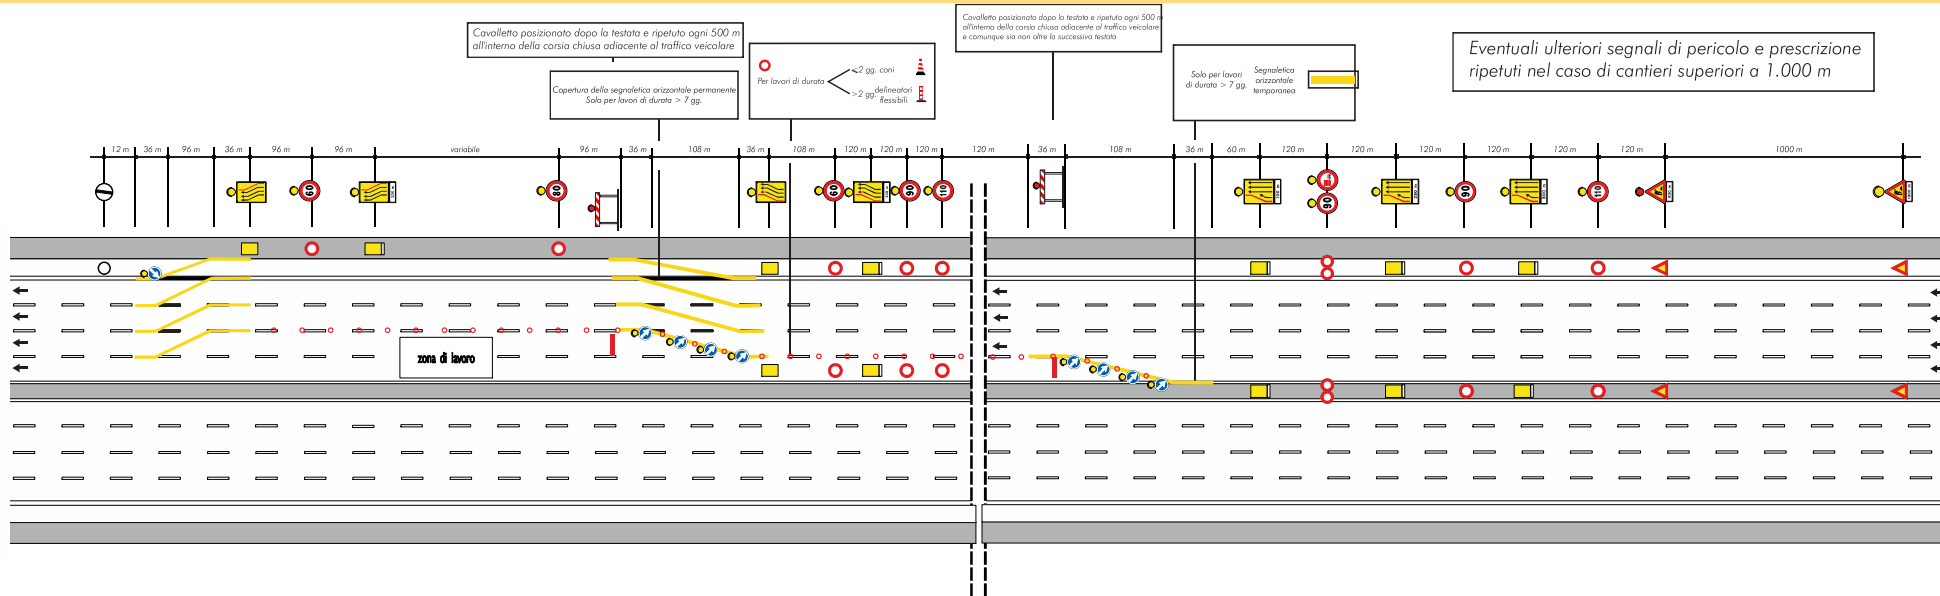 Cavalletto posizionato dopo la testata e ripetuto ogni 500 m
all'interno della corsia chiusa adiacente al traffico veicolare
Cavalletto posizionato dopo la testata e ripetuto ogni 500 m
all'interno della corsia chiusa adiacente al traffico veicolare
e comunque sia non oltre la successiva testata
Eventuali ulteriori segnali di pericolo e prescrizione
ripetuti nel caso di cantieri superiori a 1.000 m
Copertura della segnaletica orizzontale permanente
Solo per lavori di durata > 7 gg.
Per lavori di durata
<2 gg. coni
>2 gg. delineatori
flessibili
Solo per lavori
di durata > 7 gg.
Segnaletica
orizzontale
temporanea
12 m 36 m 96 m 36 m 96 m 96 m variabile 96 m 36 m 108 m 36 m 108 m 120 m 120 m 120 m 120 m 36 m 108 m 36 m 60 m 120 m 120 m 120 m 120 m 120 m 120 m 1000 m
60 80 60 90 110 90 90 110
zona di lavoro